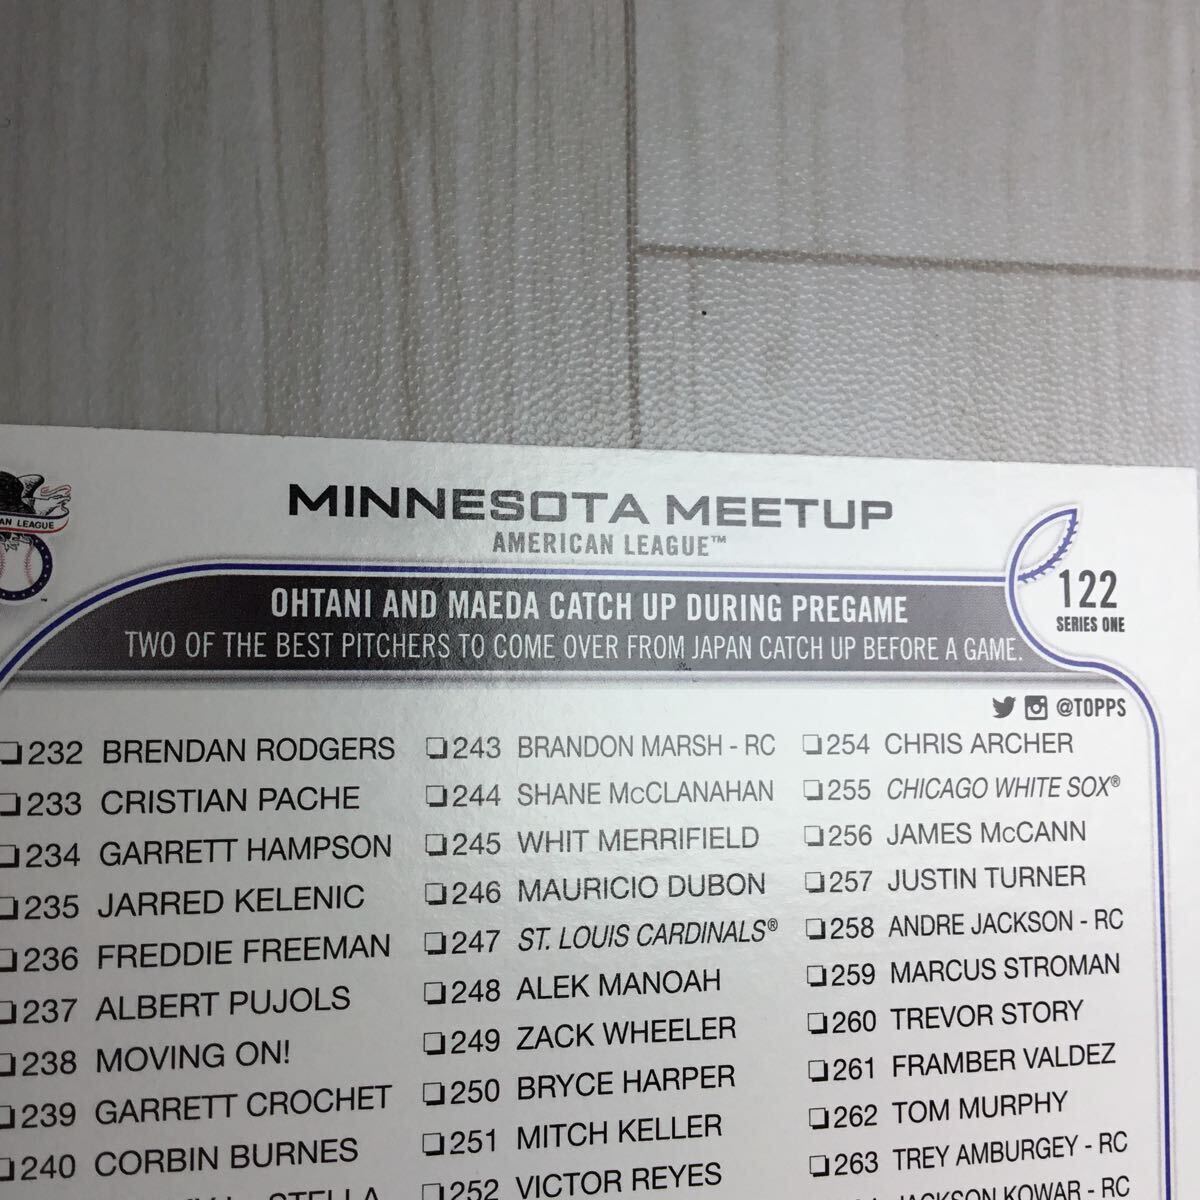 MINNESOTA MEETUP
AMERICAN LEAGUE™
AN LEAGUE
OHTANI AND MAEDA CATCH UP DURING PREGAME
TWO OF THE BEST PITCHERS TO COME OVER FROM JAPAN CATCH UP BEFORE A GAME.
122
SERIES ONE
@TOPPS
232 BRENDAN RODGERS
233 CRISTIAN PACHE
234 GARRETT HAMPSON
235 JARRED KELENIC
236 FREDDIE FREEMAN
237 ALBERT PUJOLS
238 MOVING ON!
239 GARRETT CROCHET
240 CORBIN BURNES
STELLA
243 BRANDON MARSH - RC
244 SHANE McCLANAHAN
245 WHIT MERRIFIELD
246 MAURICIO DUBON
247 ST. LOUIS CARDINALS®
248 ALEK MANOAH
249 ZACK WHEELER
250 BRYCE HARPER
251 MITCH KELLER
252 VICTOR REYES
254 CHRIS ARCHER
255 CHICAGO WHITE SOX®
256 JAMES McCANN
257 JUSTIN TURNER
258 ANDRE JACKSON - RC
259 MARCUS STROMAN
260 TREVOR STORY
261 FRAMBER VALDEZ
262 TOM MURPHY
263 TREY AMBURGEY - RC
JACKSON KOWAR - RC